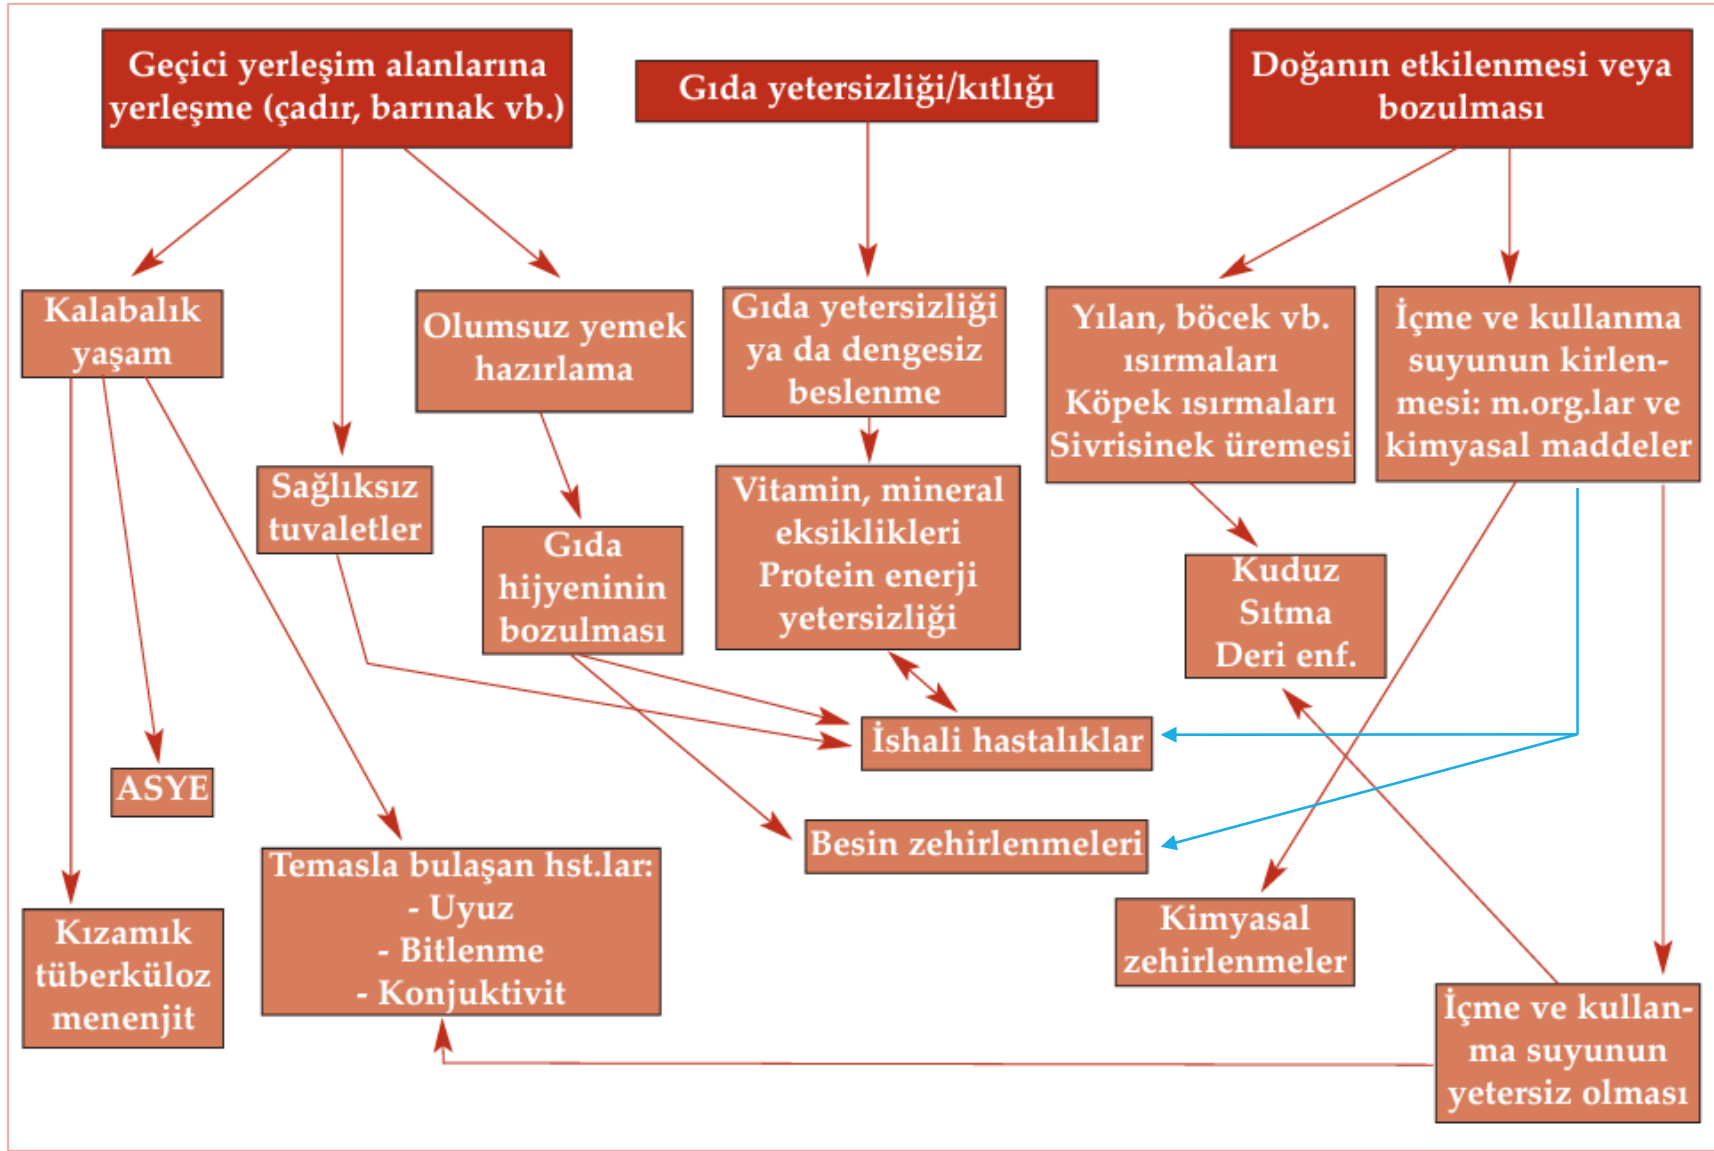 Geçici yerleşim alanlarına
yerleşme (çadır, barınak vb.)
Gıda yetersizliği/kıtlığı
Doğanın etkilenmesi veya
bozulması
Kalabalık
yaşam
Olumsuz yemek
hazırlama
Gıda yetersizliği
ya da dengesiz
beslenme
Yılan, böcek vb.
ısırmaları
Köpek ısırmaları
Sivrisinek üremesi
İçme ve kullanma
suyunun kirlen-
mesi: m.org.lar ve
kimyasal maddeler
Sağlıksız
tuvaletler
Gıda
hijyeninin
bozulması
Vitamin, mineral
eksiklikleri
Protein enerji
yetersizliği
Kuduz
Sıtma
Deri enf.
İshali hastalıklar
ASYE
Besin zehirlenmeleri
Temasla bulaşan hst.lar:
- Uyuz
- Bitlenme
- Konjuktivit
Kızamık
tüberküloz
menenjit
Kimyasal
zehirlenmeler
İçme ve kullan-
ma suyunun
yetersiz olması